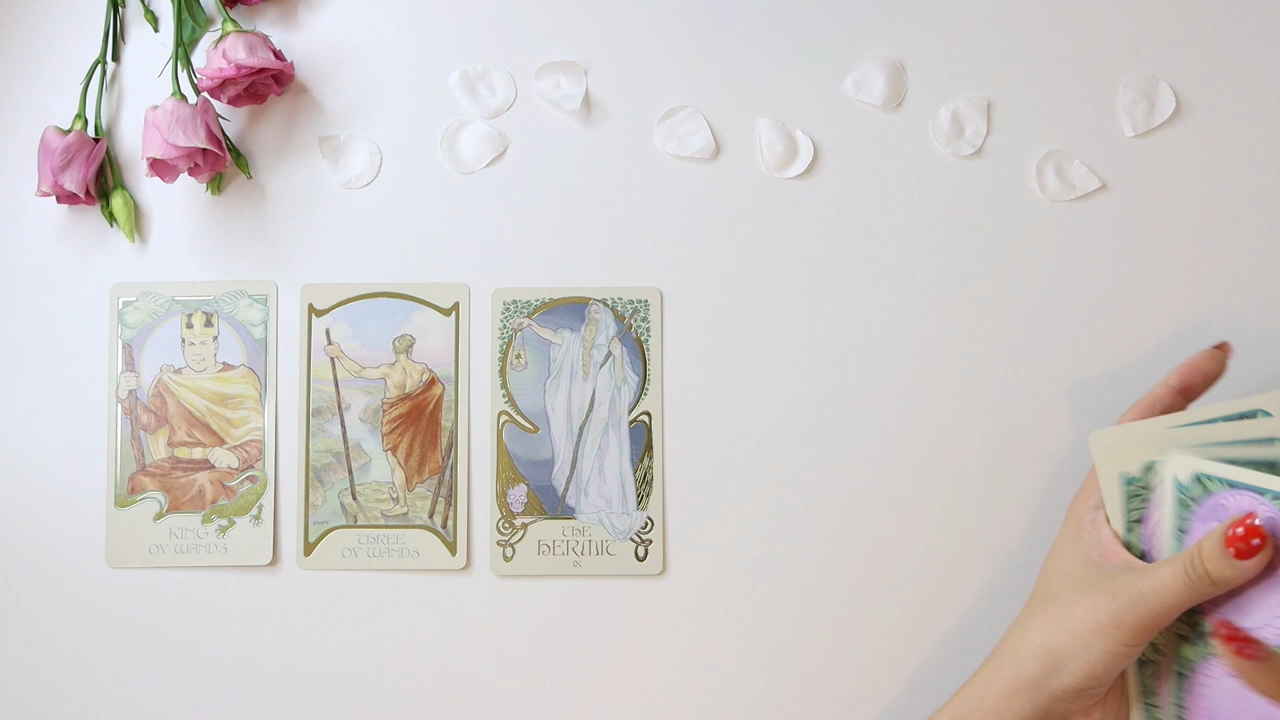 KING
OF WANDS
THREE
OF WANDS
THE
HERMIT
IX